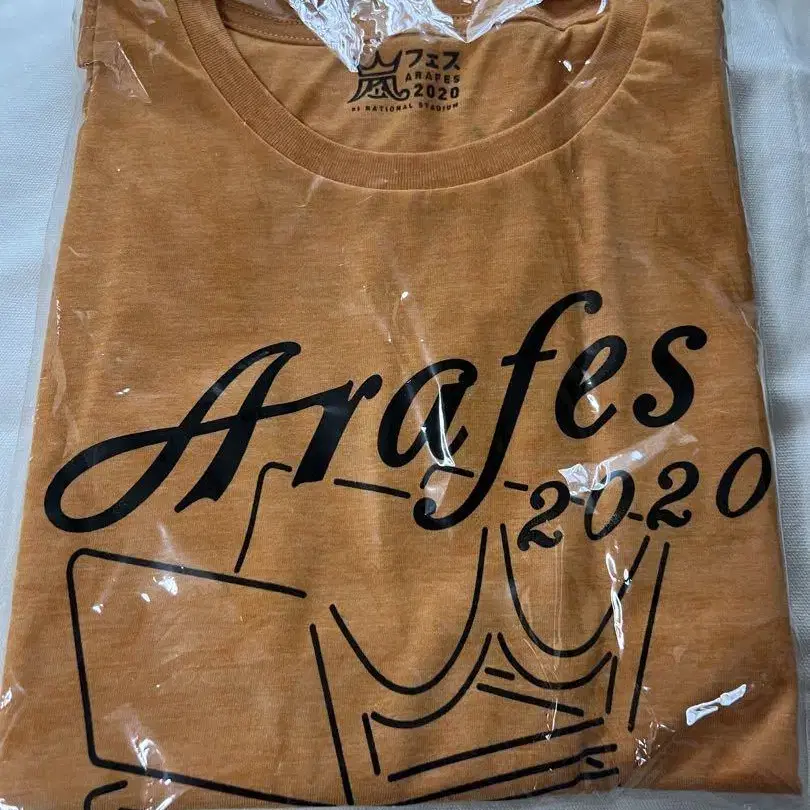 嵐フェス
ARAFES
2020
at NATIONAL STADIUM
Arafes
2020